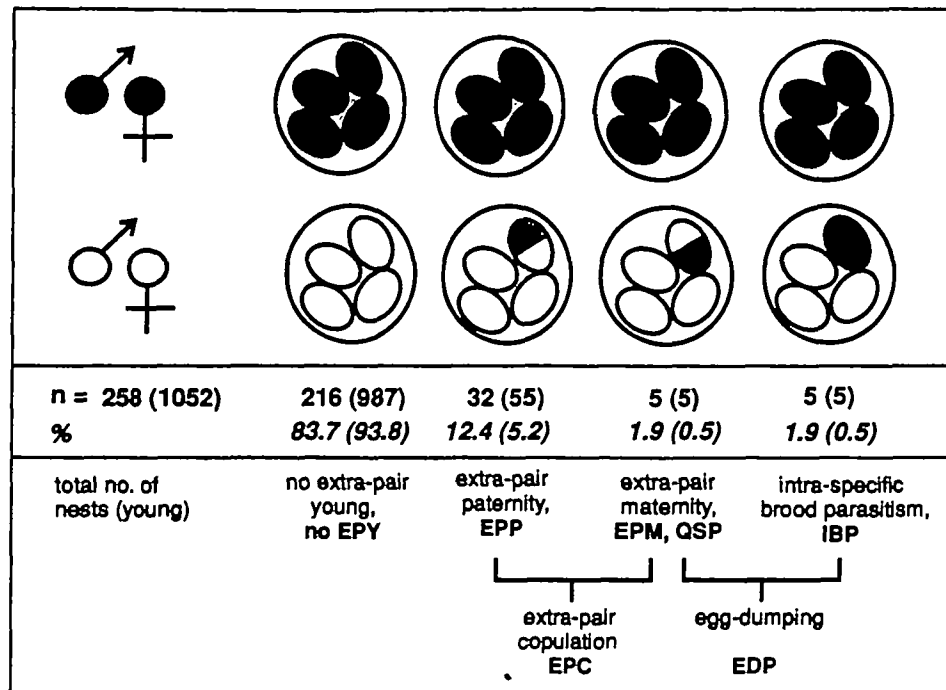 n = 258 (1052) 216 (987) 32 (55) 5 (5) 5 (5)
% 83.7 (93.8) 12.4 (5.2) 1.9 (0.5) 1.9 (0.5)
total no. of
nests (young)
no extra-pair
young,
no EPY
extra-pair
paternity,
EPP
extra-pair
maternity,
EPM, QSP
intra-specific
brood parasitism,
IBP
extra-pair
copulation
EPC
egg-dumping
EDP